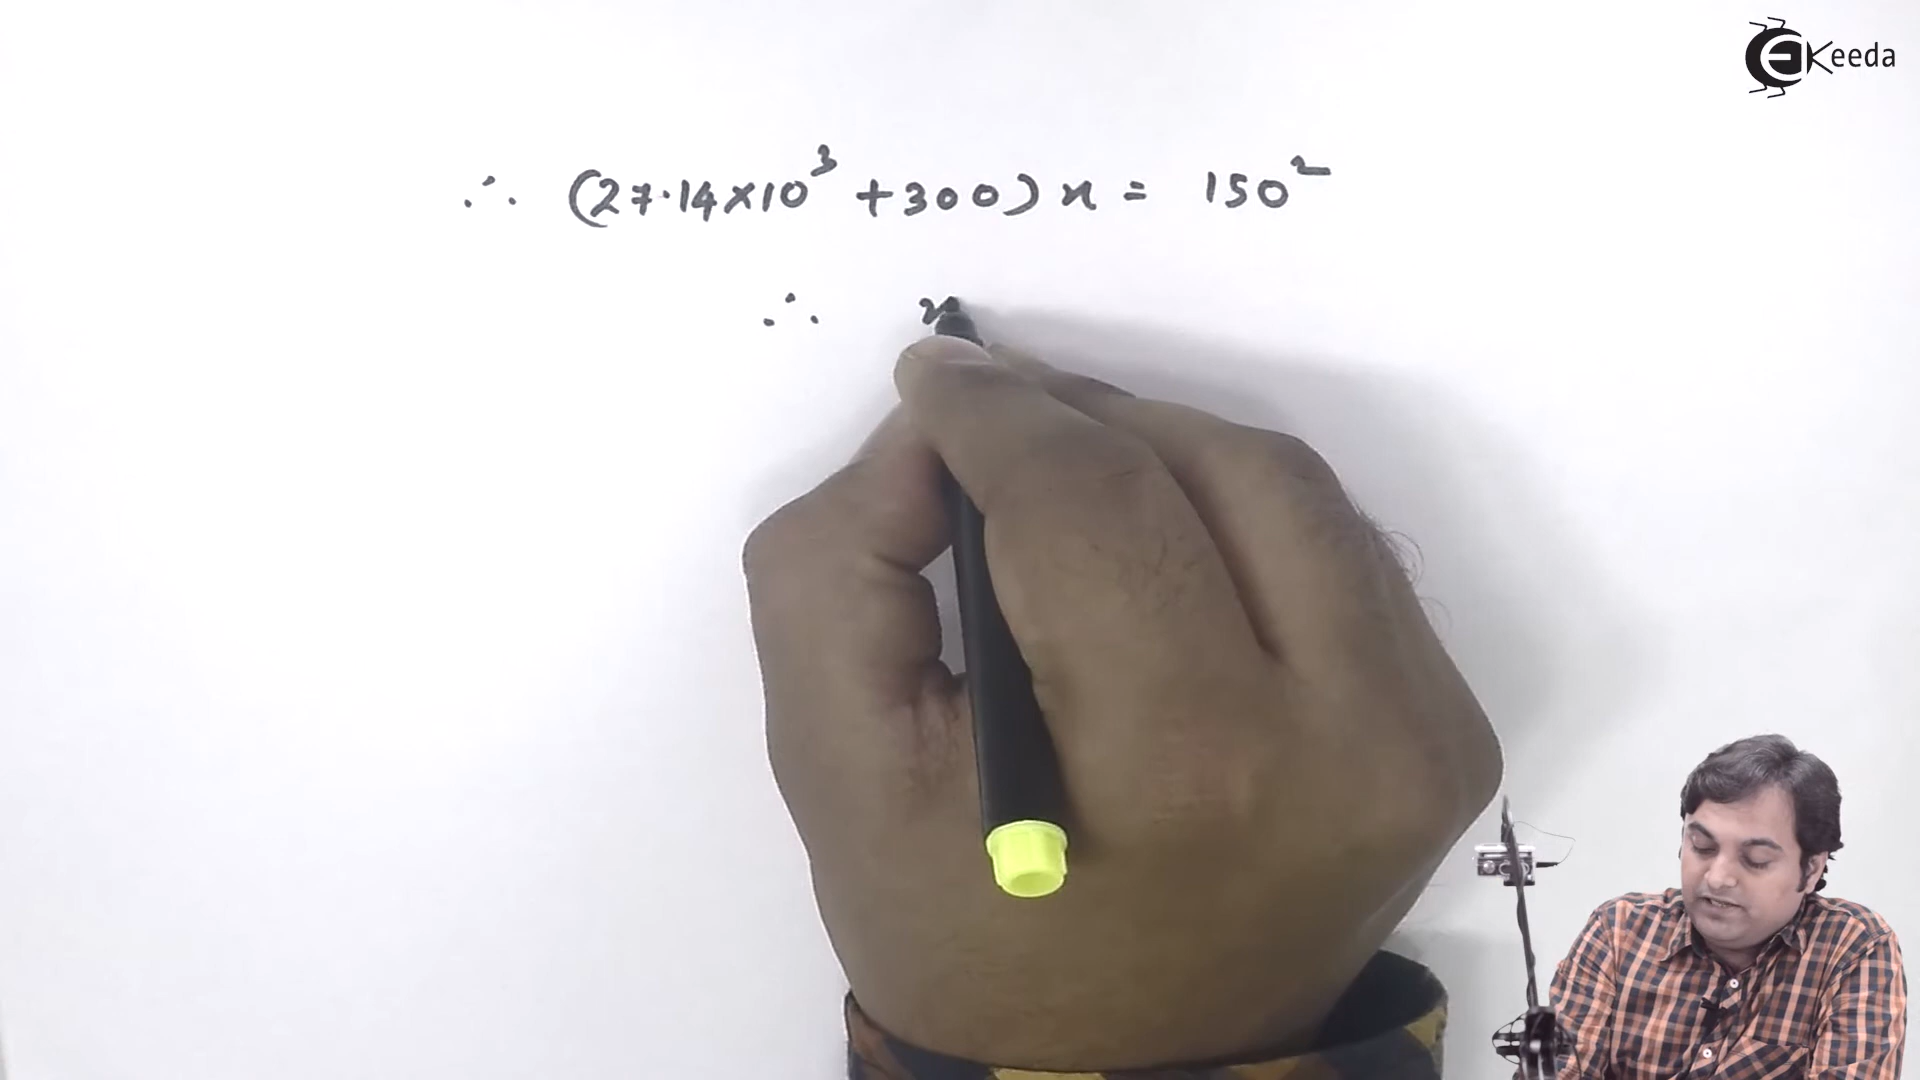 EKeeda
∴ (27.14×10³ + 300) x = 150²
∴ x